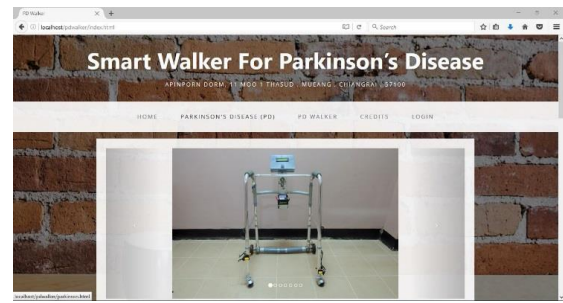 PD Walker
localhost/pdwalker/index.html
Search
Smart Walker For Parkinson's Disease
APINPORN DORM, 11 MOO 1 THASUD, MUEANG, CHIANGRAI, 57100
HOME PARKINSON'S DISEASE (PD) PD WALKER CREDITS LOGIN
localhost/pdwalker/parkinson.html